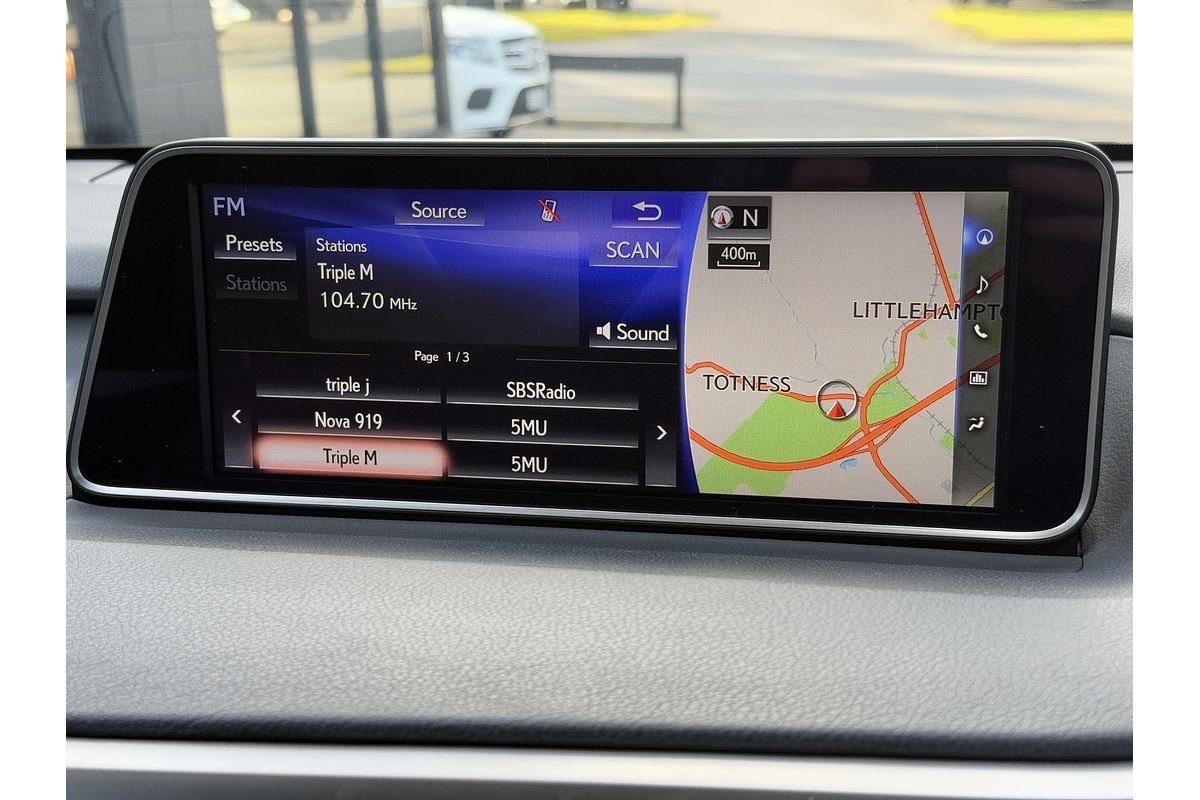 FM
Source
Presets
Stations
SCAN
Stations
Triple M
104.70 MHz
Sound
Page 1/3
triple j
SBSRadio
Nova 919
5MU
Triple M
5MU
N
400m
LITTLEHAMPT
TOTNESS